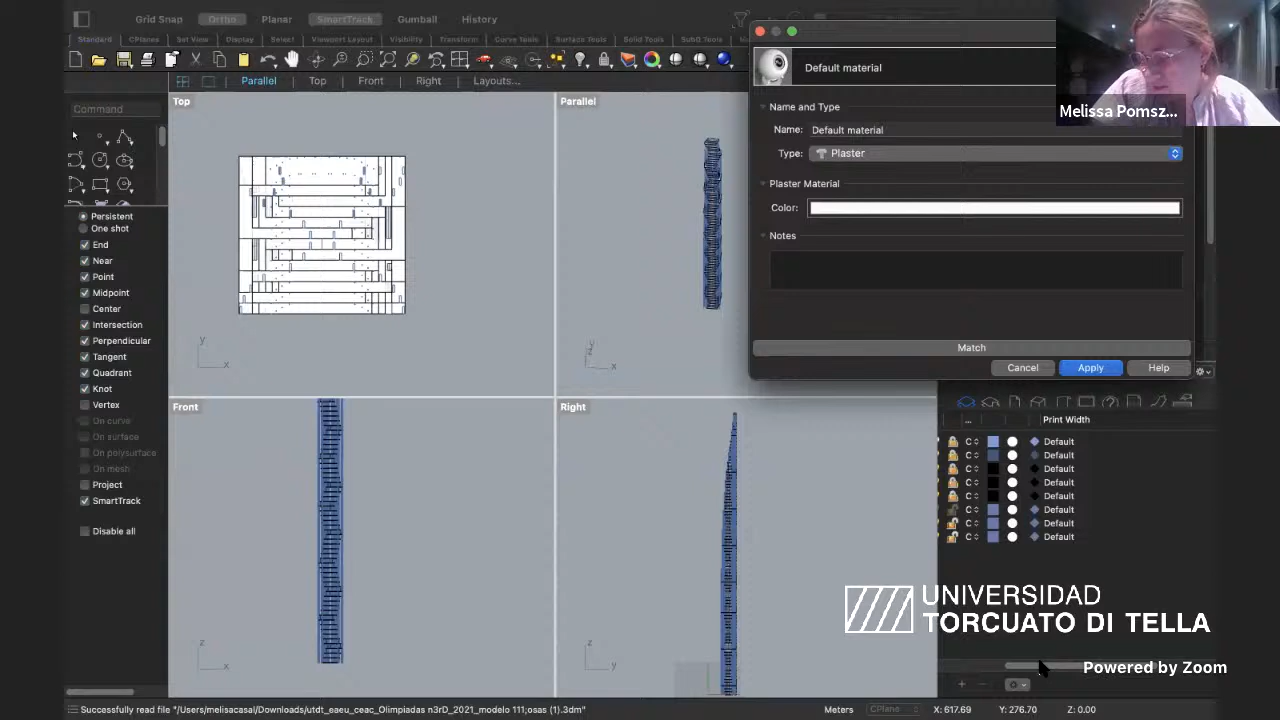 Grid Snap Ortho Planar SmartTrack Gumball History
Standard CPlanes Set View Display Select Viewport Layout Visibility Transform Curve Tools Surface Tools Solid Tools SubD Tools
Parallel Top Front Right Layouts...
Command
Persistent
One shot
End
Near
Point
Midpoint
Center
Intersection
Perpendicular
Tangent
Quadrant
Knot
Vertex
On curve
On surface
On polysurface
On mesh
Project
SmartTrack
Disable all
Top
y
x
Parallel
z
x
Front
z
x
Right
z
y
Default material
Name and Type
Name: Default material
Type: Plaster
Plaster Material
Color:
Notes
Match
Cancel Apply Help
Melissa Pomsz...
... Print Width
C Default
C Default
C Default
C Default
C Default
C Default
C Default
C Default
UNIVERSIDAD
TORCUATO DI TELLA
Powered by Zoom
Successfully read file "/Users/melisacasal/Downloads/utdt_eaeu_ceac_Olimpiadas n3rD_2021_modelo 111;osas (1).3dm"
Meters CPlane X: 617.69 Y: 276.70 Z: 0.00